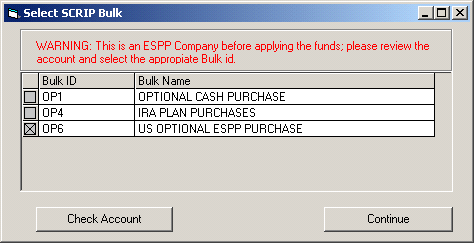 Select SCRIP Bulk
WARNING: This is an ESPP Company before applying the funds; please review the
account and select the appropiate Bulk id.
Bulk ID Bulk Name
OP1 OPTIONAL CASH PURCHASE
OP4 IRA PLAN PURCHASES
OP6 US OPTIONAL ESPP PURCHASE
Check Account Continue